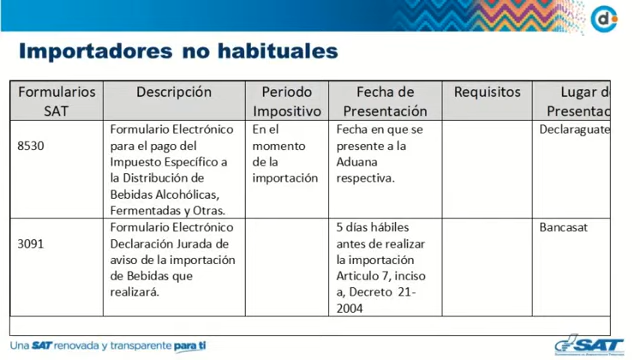 Importadores no habituales
Formularios SAT | Descripción | Periodo Impositivo | Fecha de Presentación | Requisitos | Lugar d Presentac
8530
Formulario Electrónico
para el pago del
Impuesto Específico a
la Distribución de
Bebidas Alcohólicas,
Fermentadas y Otras.
En el
momento
de la
importación
Fecha en que se
presente a la
Aduana
respectiva.
Declaraguate
3091
Formulario Electrónico
Declaración Jurada de
aviso de la importación
de Bebidas que
realizará.
5 días hábiles
antes de realizar
la importación
Articulo 7, inciso
a, Decreto 21-
2004
Bancasat
Una SAT renovada y transparente para ti
SAT